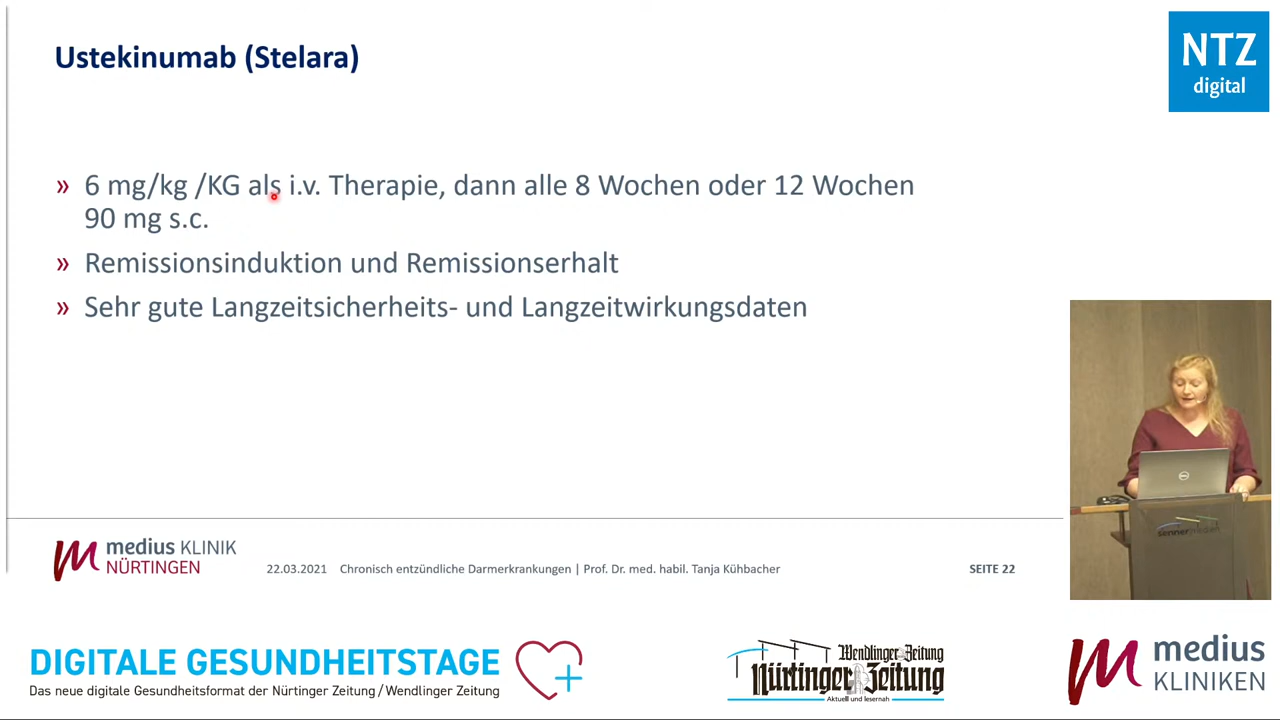 Ustekinumab (Stelara)
NTZ
digital
» 6 mg/kg /KG als i.v. Therapie, dann alle 8 Wochen oder 12 Wochen
90 mg s.c.
» Remissionsinduktion und Remissionserhalt
» Sehr gute Langzeitsicherheits- und Langzeitwirkungsdaten
medius KLINIK
NÜRTINGEN
22.03.2021 Chronisch entzündliche Darmerkrankungen | Prof. Dr. med. habil. Tanja Kühbacher
SEITE 22
DIGITALE GESUNDHEITSTAGE
Das neue digitale Gesundheitsformat der Nürtinger Zeitung / Wendlinger Zeitung
Wendlinger Zeitung
Nürtinger Zeitung
Aktuell und lesernah
medius
KLINIKEN